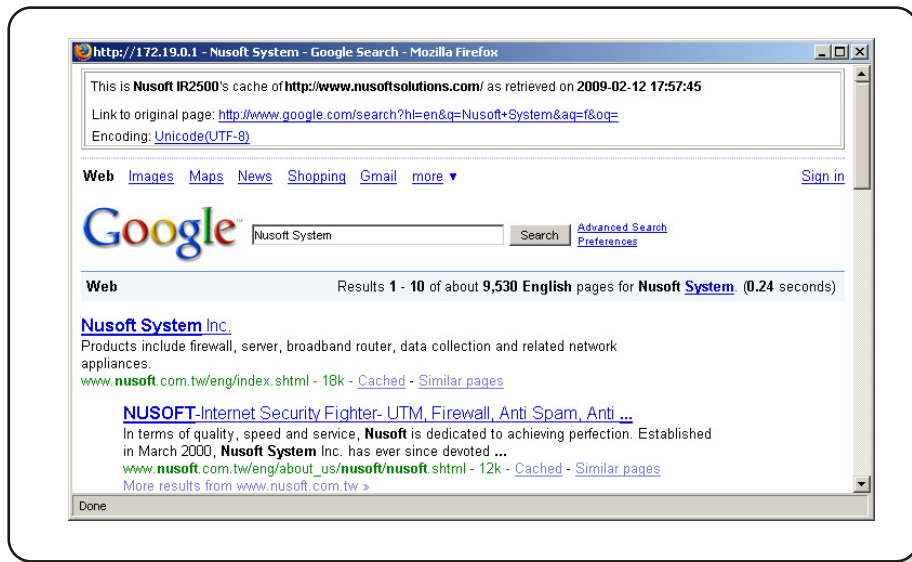 http://172.19.0.1 - Nusoft System - Google Search - Mozilla Firefox
This is Nusoft IR2500's cache of http://www.nusoftsolutions.com/ as retrieved on 2009-02-12 17:57:45
Link to original page: http://www.google.com/search?hl=en&q=Nusoft+System&aq=f&oq=
Encoding: Unicode(UTF-8)
Web Images Maps News Shopping Gmail more ▼ Sign in
Google™ Nusoft System Search Advanced Search
Preferences
Web Results 1 - 10 of about 9,530 English pages for Nusoft System. (0.24 seconds)
Nusoft System Inc.
Products include firewall, server, broadband router, data collection and related network
appliances.
www.nusoft.com.tw/eng/index.shtml - 18k - Cached - Similar pages
NUSOFT-Internet Security Fighter- UTM, Firewall, Anti Spam, Anti ...
In terms of quality, speed and service, Nusoft is dedicated to achieving perfection. Established
in March 2000, Nusoft System Inc. has ever since devoted ...
www.nusoft.com.tw/eng/about_us/nusoft/nusoft.shtml - 12k - Cached - Similar pages
More results from www.nusoft.com.tw »
Done